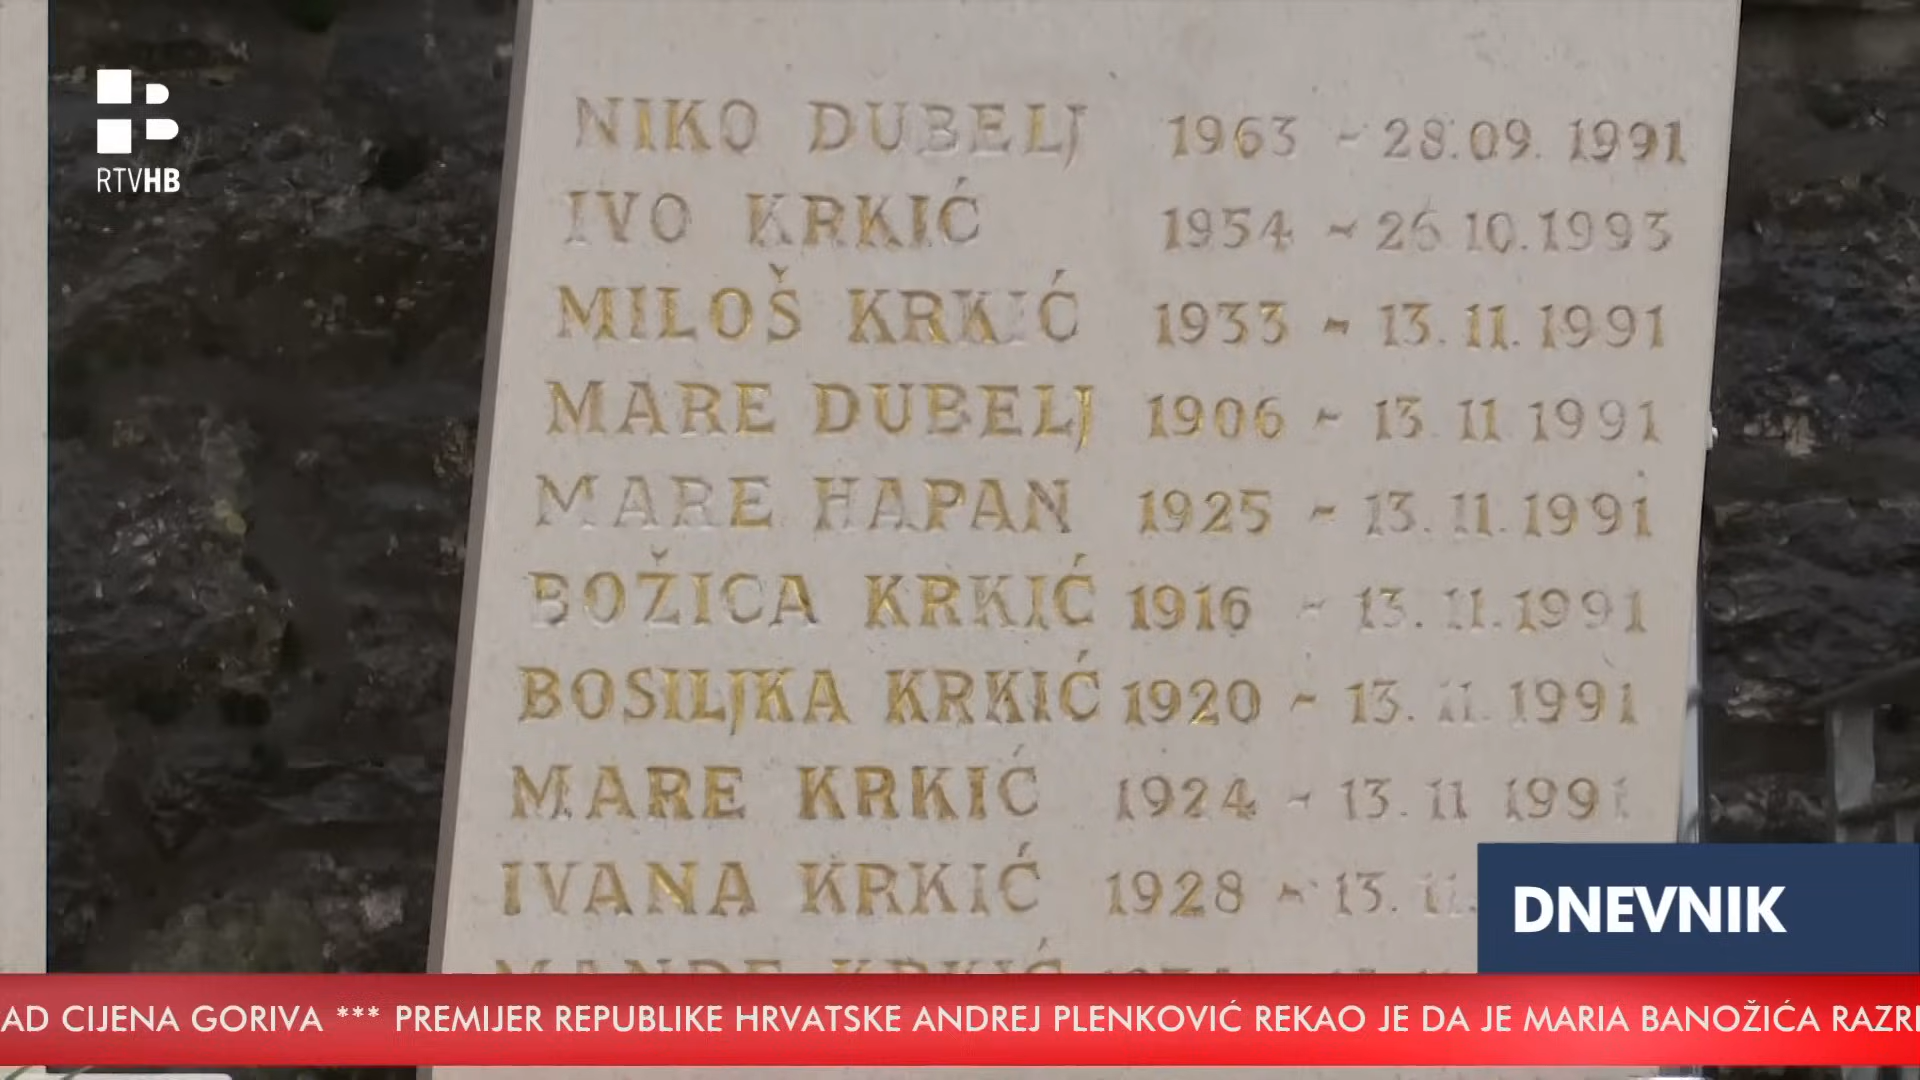 RTVHB
NIKO DUBELJ 1963 - 28.09. 1991
IVO KRKIĆ 1954 - 26 10.1993
MILOŠ KRKIĆ 1933 - 13. 11. 1991
MARE DUBELJ 1906 - 13 11 1991
MARE HAPAN 1925 - 13. 11. 1991
BOŽICA KRKIĆ 1916 - 13. 11. 1991
BOSILJKA KRKIĆ 1920 - 13. 11. 1991
MARE KRKIĆ 1924 - 13. 11 1991
IVANA KRKIĆ 1928 - 13. 11.
DNEVNIK
AD CIJENA GORIVA *** PREMIJER REPUBLIKE HRVATSKE ANDREJ PLENKOVIĆ REKAO JE DA JE MARIA BANOŽIĆA RAZRI